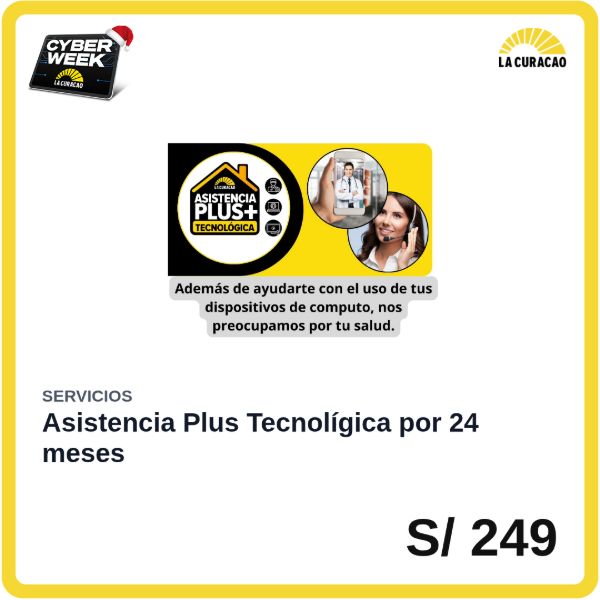 CYBER
WEEK
LA CURACAO
LA CURACAO
LA CURACAO
ASISTENCIA
PLUS+
TECNOLÓGICA
Además de ayudarte con el uso de tus
dispositivos de computo, nos
preocupamos por tu salud.
SERVICIOS
Asistencia Plus Tecnolígica por 24
meses
S/ 249